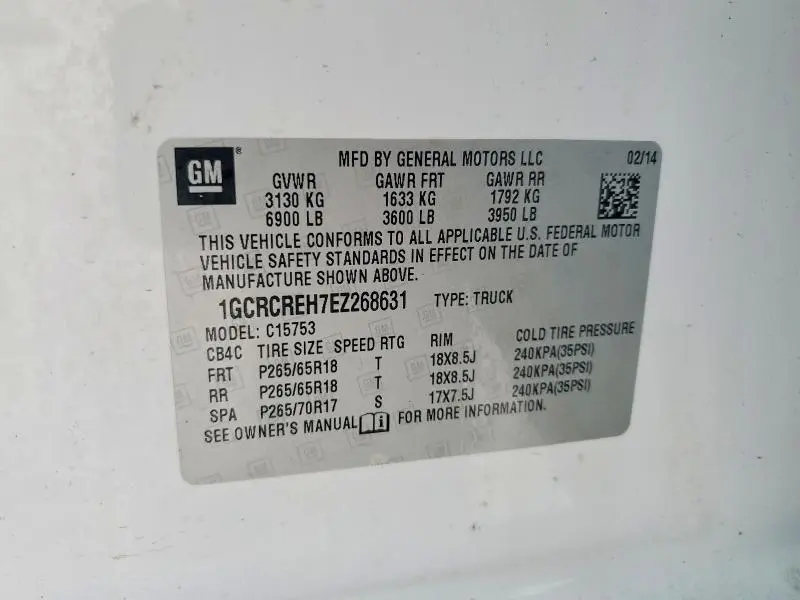 GM®
MFD BY GENERAL MOTORS LLC 02/14
GVWR GAWR FRT GAWR RR
3130 KG 1633 KG 1792 KG
6900 LB 3600 LB 3950 LB
THIS VEHICLE CONFORMS TO ALL APPLICABLE U.S. FEDERAL MOTOR
VEHICLE SAFETY STANDARDS IN EFFECT ON THE DATE OF
MANUFACTURE SHOWN ABOVE.
1GCRCREH7EZ268631 TYPE: TRUCK
MODEL: C15753
CB4C TIRE SIZE SPEED RTG RIM COLD TIRE PRESSURE
FRT P265/65R18 T 18X8.5J 240KPA(35PSI)
RR P265/65R18 T 18X8.5J 240KPA(35PSI)
SPA P265/70R17 S 17X7.5J 240KPA(35PSI)
SEE OWNER'S MANUAL FOR MORE INFORMATION.